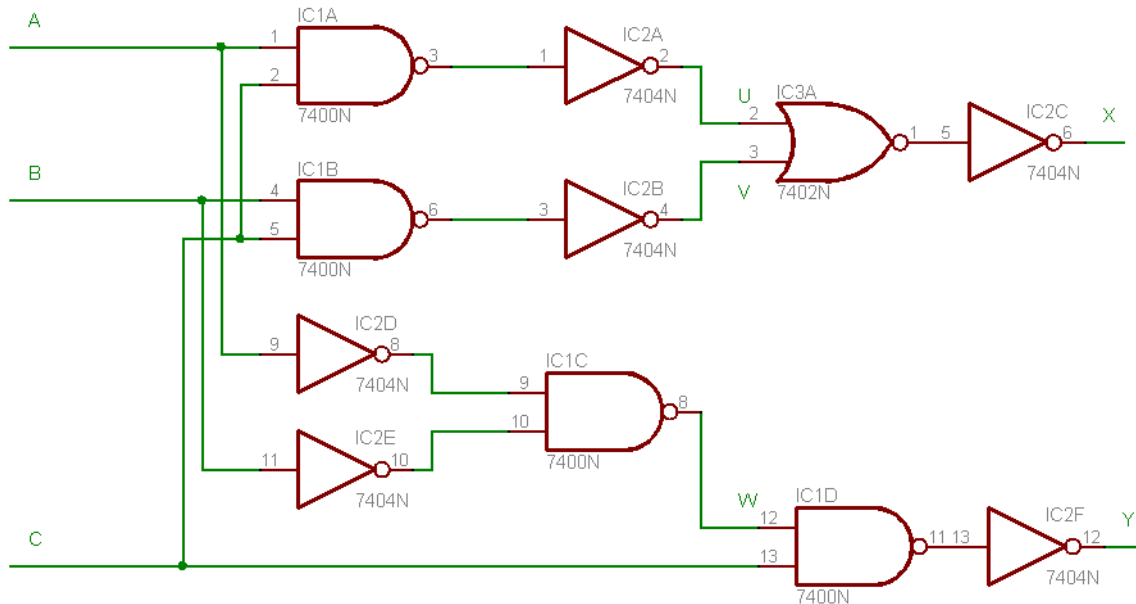 A
IC1A
1
2
3
7400N
1
IC2A
2
7404N
U
IC3A
2
3
1
7402N
V
5
IC2C
6
7404N
X
B
IC1B
4
5
6
7400N
3
IC2B
4
7404N
9
IC2D
8
7404N
11
IC2E
10
7404N
IC1C
9
10
8
7400N
C
W
IC1D
12
13
11
7400N
13
IC2F
12
7404N
Y